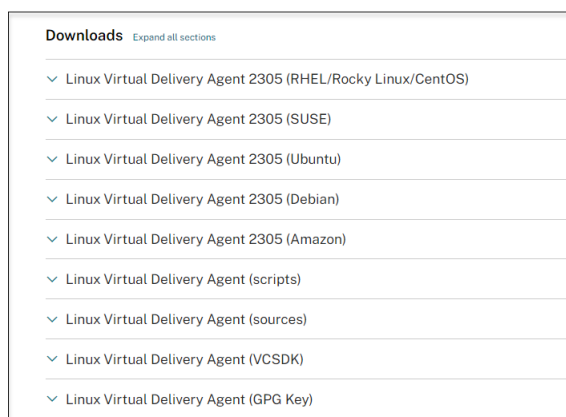 Downloads Expand all sections
Linux Virtual Delivery Agent 2305 (RHEL/Rocky Linux/CentOS)
Linux Virtual Delivery Agent 2305 (SUSE)
Linux Virtual Delivery Agent 2305 (Ubuntu)
Linux Virtual Delivery Agent 2305 (Debian)
Linux Virtual Delivery Agent 2305 (Amazon)
Linux Virtual Delivery Agent (scripts)
Linux Virtual Delivery Agent (sources)
Linux Virtual Delivery Agent (VCSDK)
Linux Virtual Delivery Agent (GPG Key)